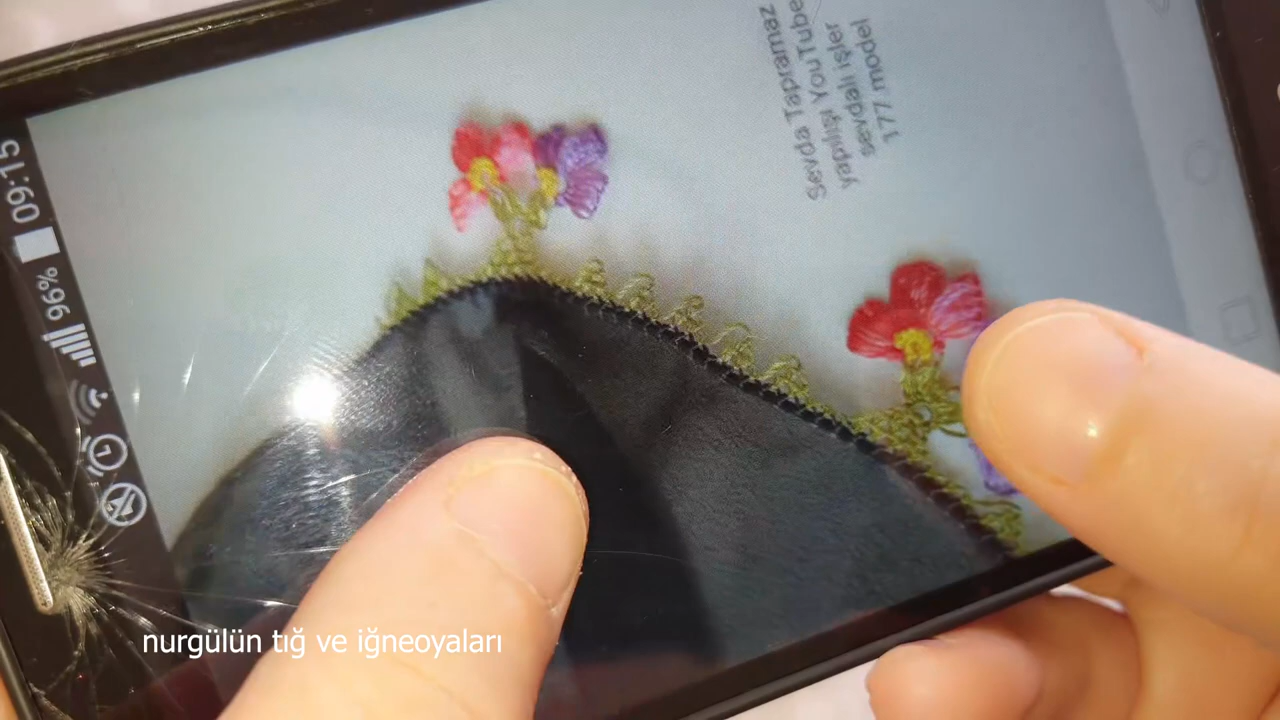 Sevda Tapramaz
yapılışı YouTube
sevdalı işler
177 model
09:15
96%
nurgülün tığ ve iğneoyaları